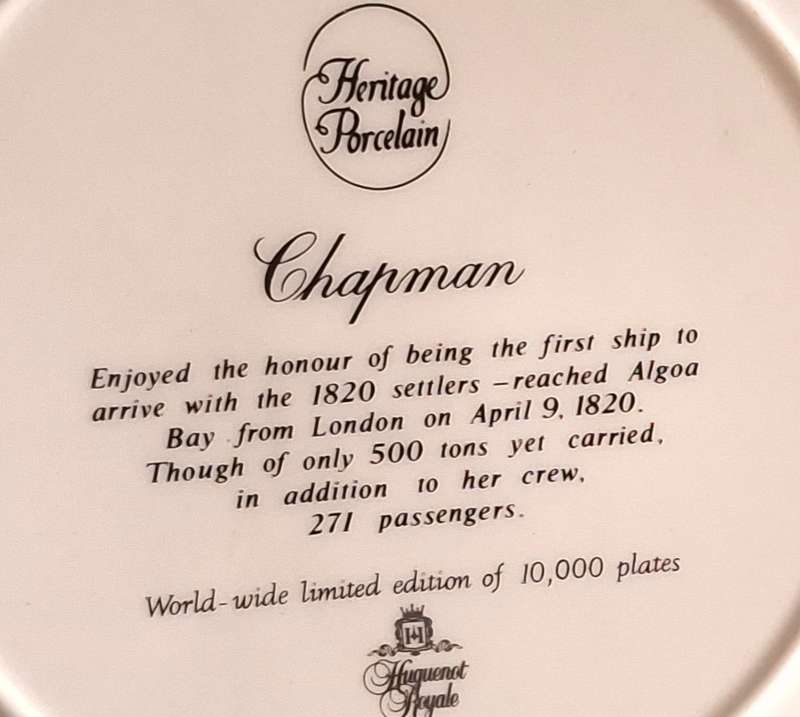 Heritage
Porcelain
Chapman
Enjoyed the honour of being the first ship to
arrive with the 1820 settlers – reached Algoa
Bay from London on April 9, 1820.
Though of only 500 tons yet carried,
in addition to her crew,
271 passengers.
World-wide limited edition of 10,000 plates
H
Huguenot
Royale